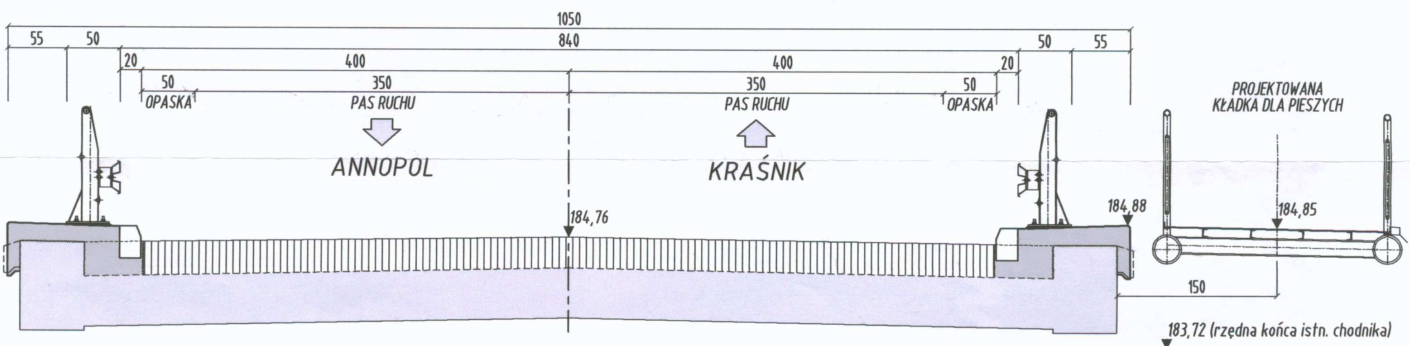 1050
55 50 840 50 55
20 400 400 20
50 350 350 50
OPASKA PAS RUCHU PAS RUCHU OPASKA
PROJEKTOWANA
KŁADKA DLA PIESZYCH
ANNOPOL KRAŚNIK
184,76 184,88 184,85
150
183,72 (rzędna końca istn. chodnika)